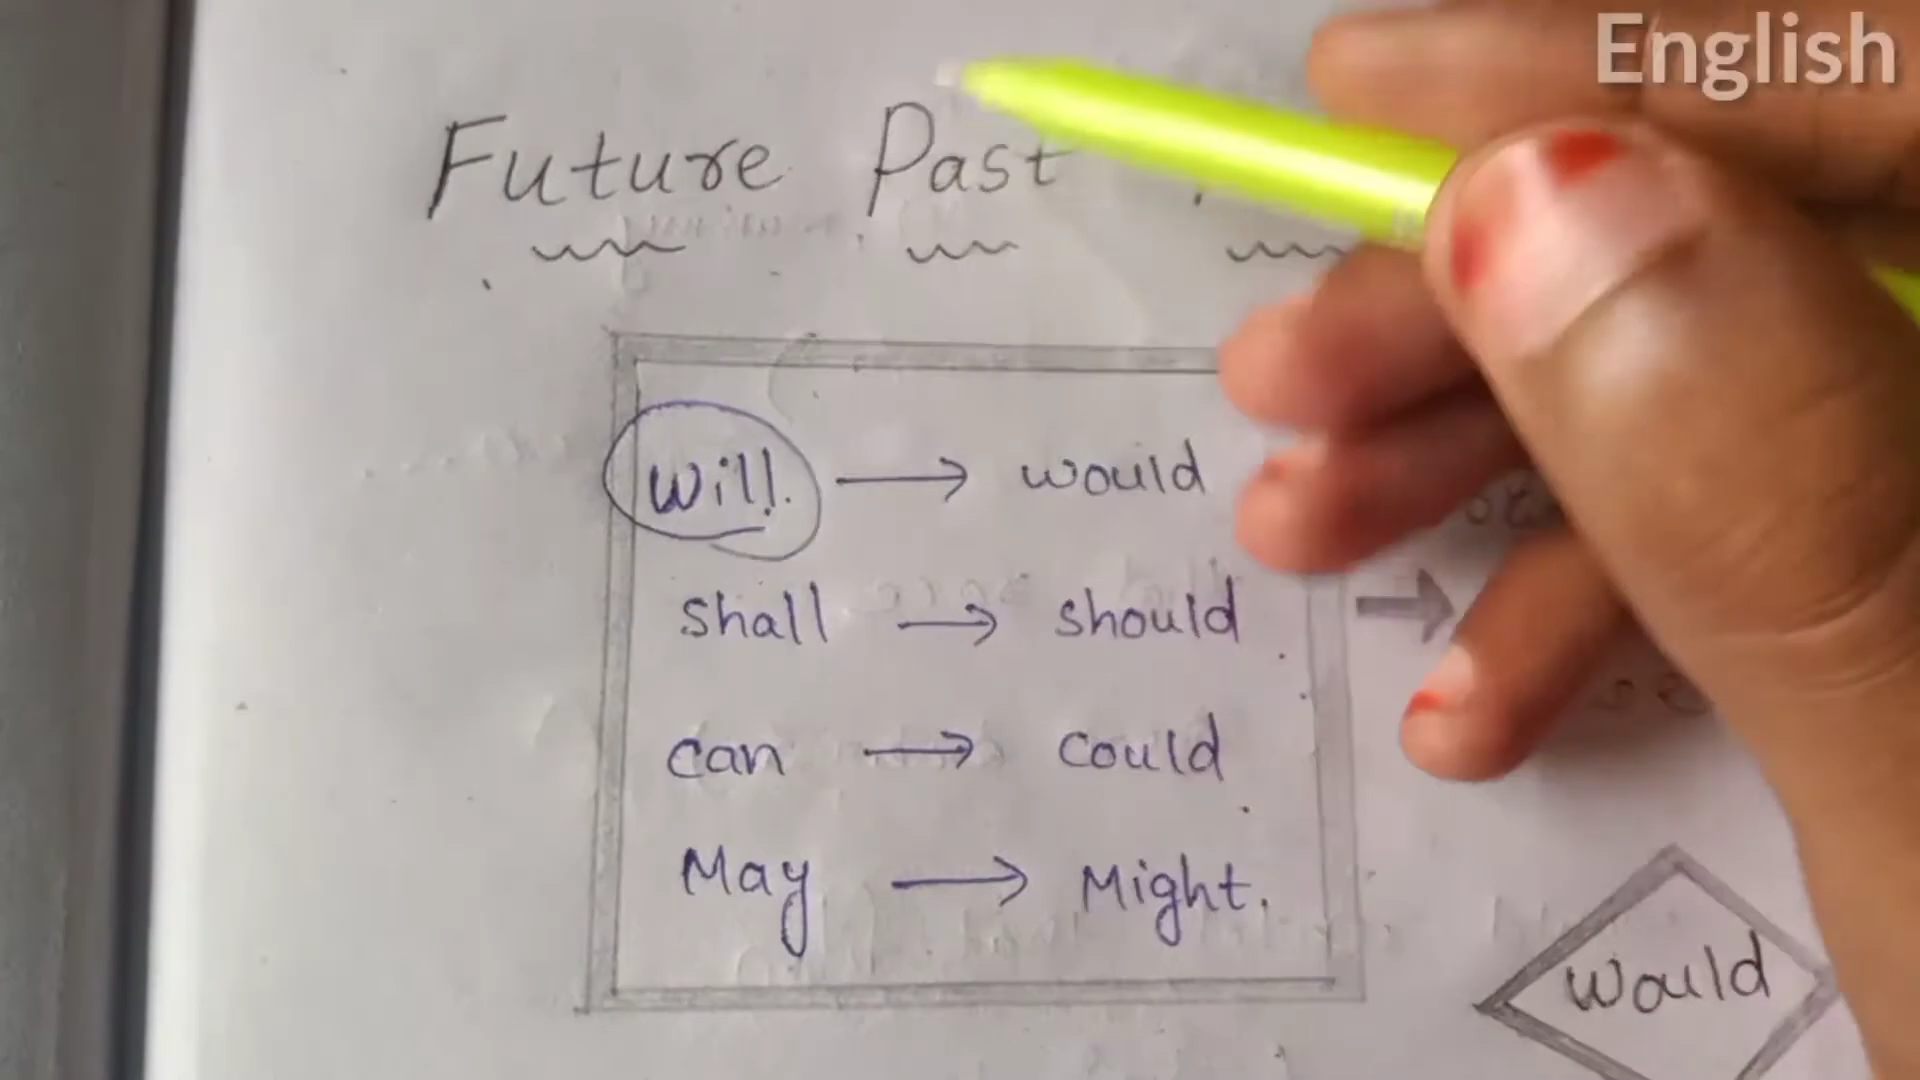 English
Future Past
Will. → would
shall → should
can → could
May → Might.
would